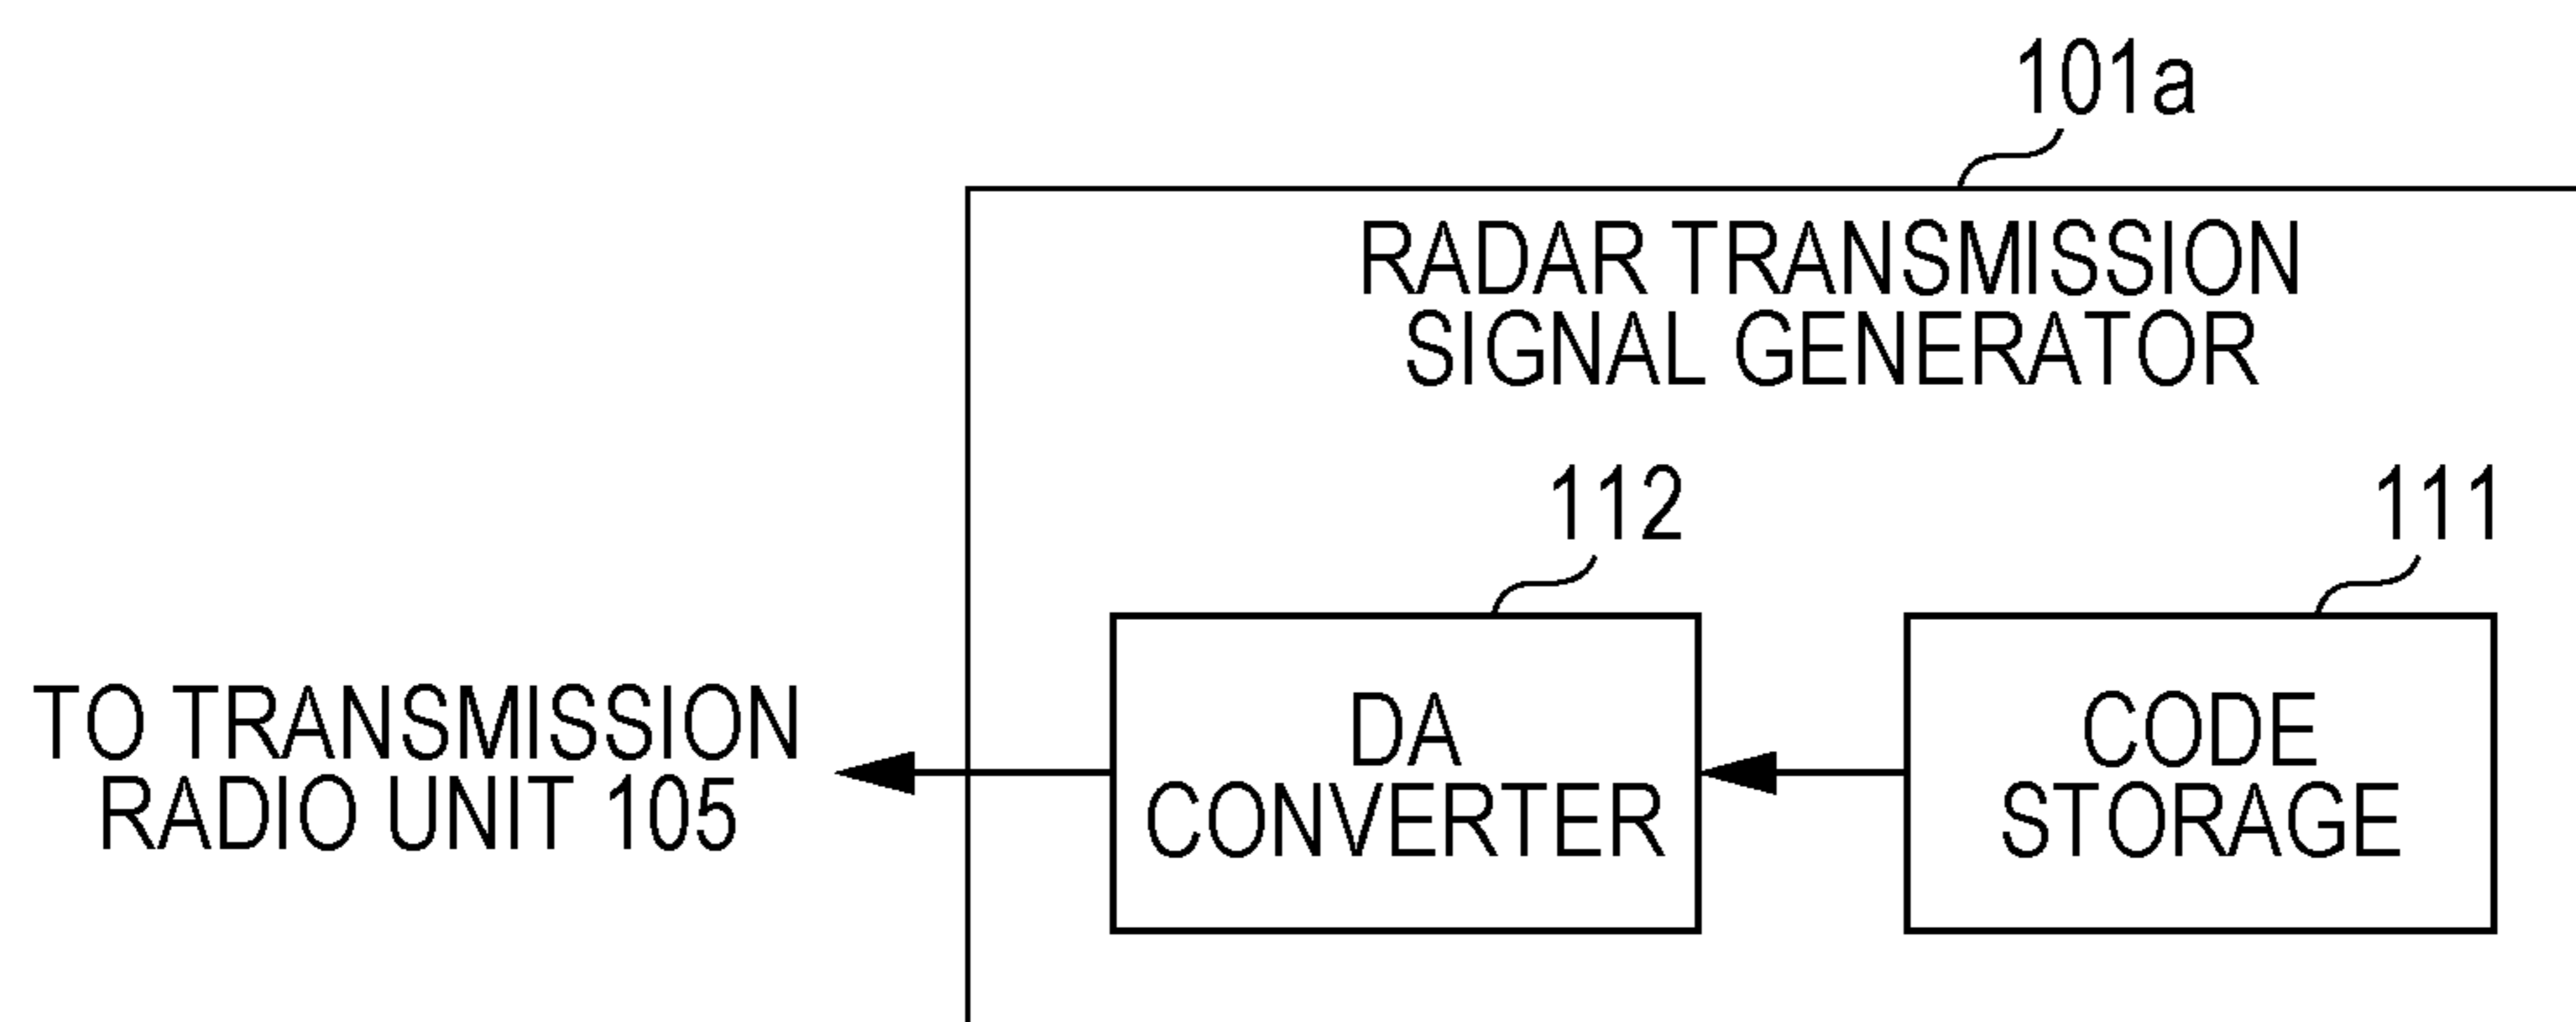 101a
RADAR TRANSMISSION
SIGNAL GENERATOR
112
111
TO TRANSMISSION
RADIO UNIT 105
DA
CONVERTER
CODE
STORAGE